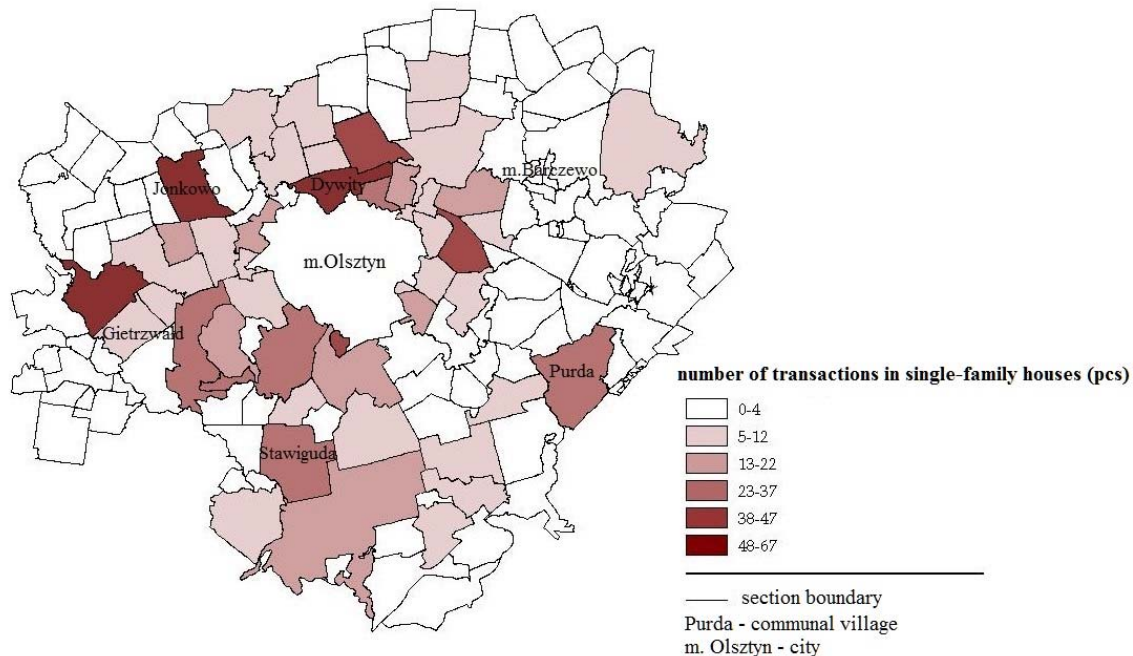 m.Barczewo
Jonkowo
Dywity
m.Olsztyn
Gietrzwałd
Purda
Stawiguda
number of transactions in single-family houses (pcs)
0-4
5-12
13-22
23-37
38-47
48-67
section boundary
Purda - communal village
m. Olsztyn - city